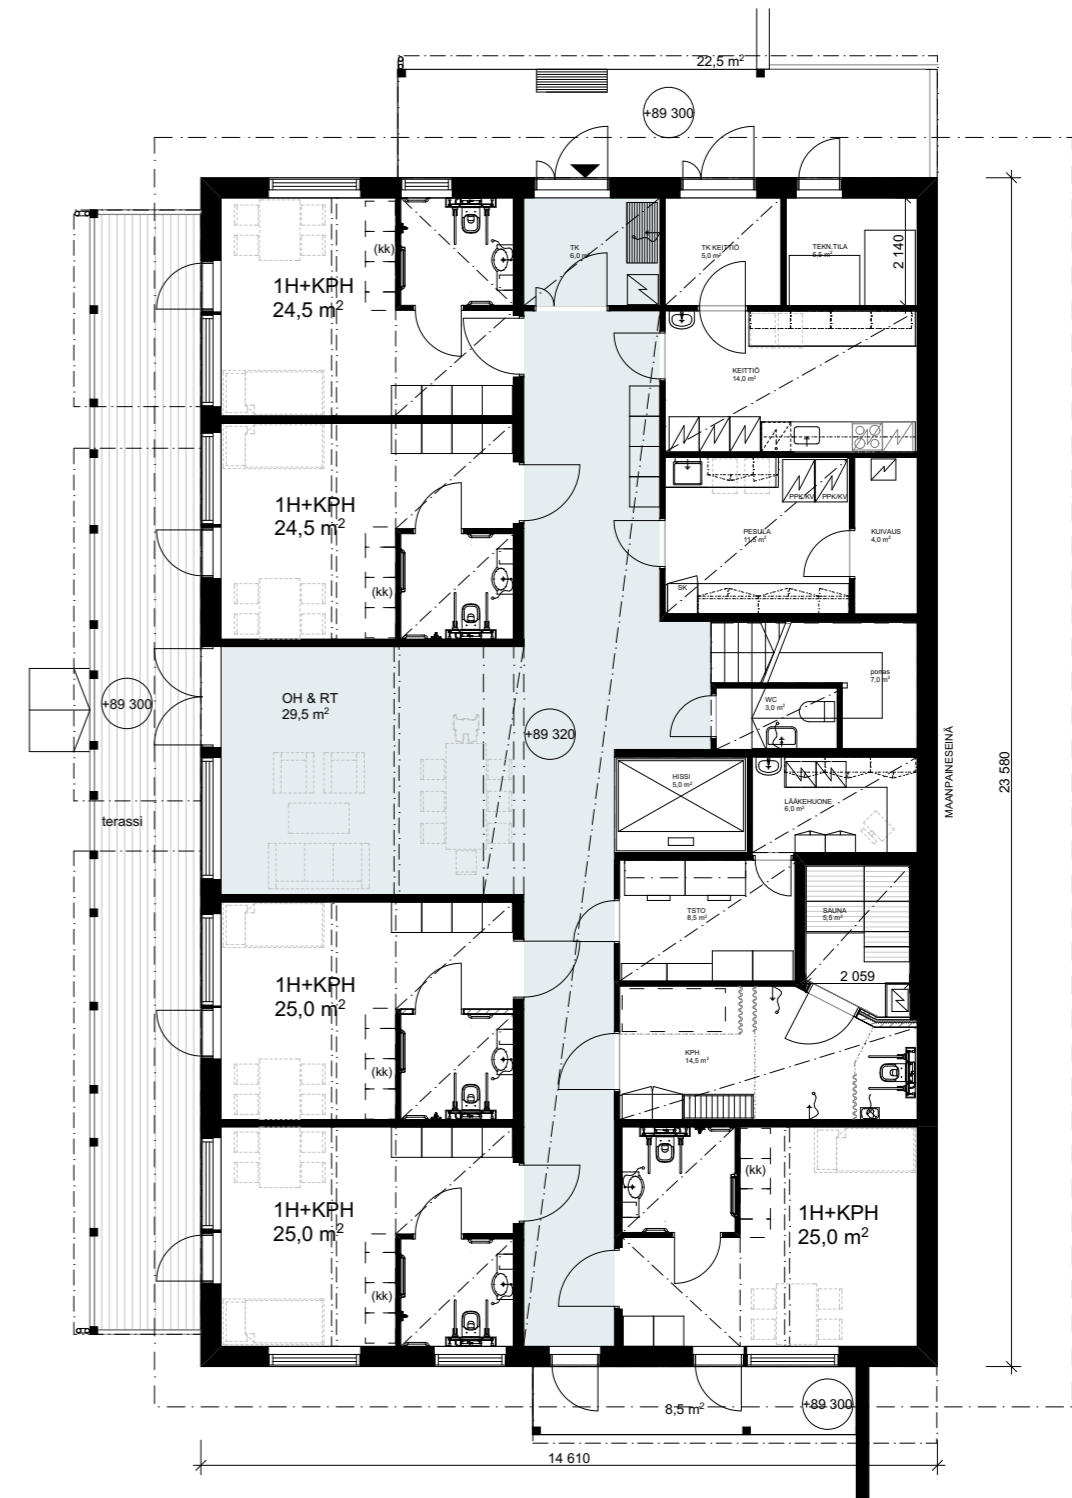 22,5 m²
+89 300
TK
6,0 m²
TK KEITTIÖ
5,0 m²
TEKN.TILA
5,5 m²
2 140
(kk)
1H+KPH
24,5 m²
KEITTIÖ
14,0 m²
1H+KPH
24,5 m²
PPK/KV
PPK/KV
PESULA
11,5 m²
KUIVAUS
4,0 m²
SK
(kk)
porras
7,0 m²
OH & RT
29,5 m²
+89 300
WC
3,0 m²
+89 320
MAANPAINESEINÄ
23 580
HISSI
5,0 m²
LÄÄKEHUONE
6,0 m²
terassi
TSTO
8,5 m²
SAUNA
5,5 m²
2 059
1H+KPH
25,0 m²
KPH
14,5 m²
(kk)
(kk)
1H+KPH
25,0 m²
1H+KPH
25,0 m²
(kk)
8,5 m²
+89 300
14 610